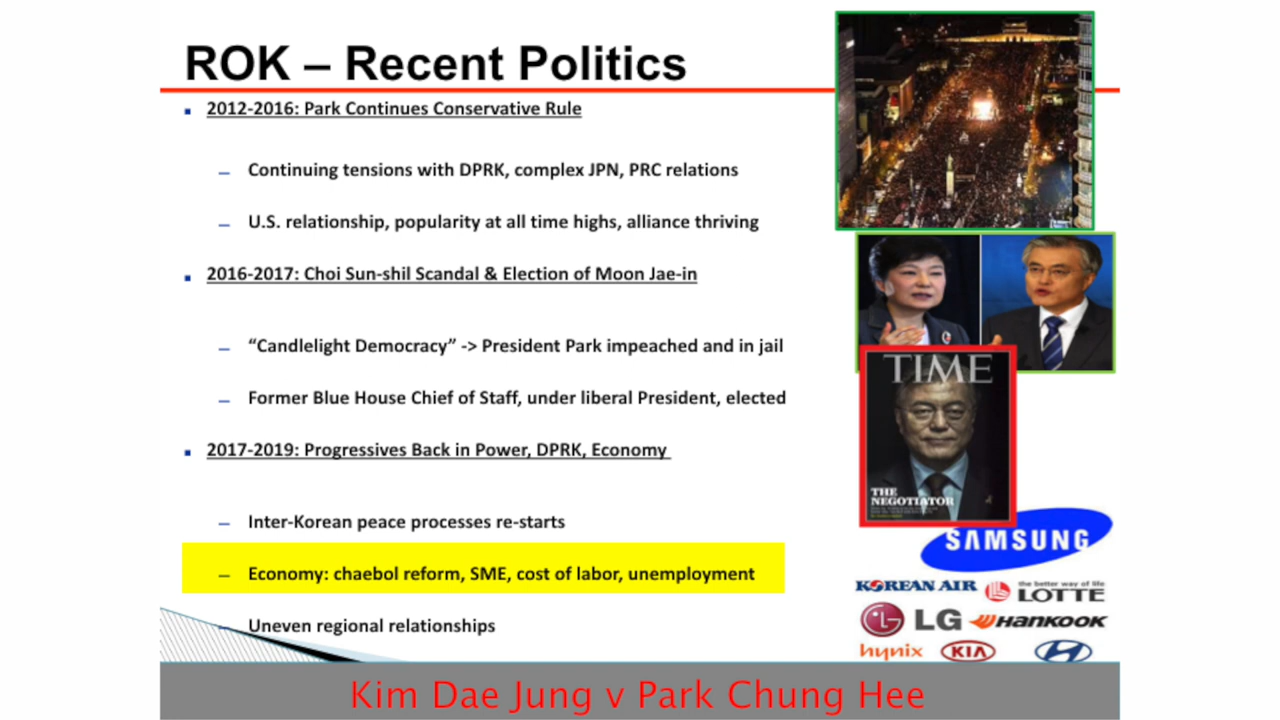 ROK – Recent Politics
2012-2016: Park Continues Conservative Rule
– Continuing tensions with DPRK, complex JPN, PRC relations
– U.S. relationship, popularity at all time highs, alliance thriving
2016-2017: Choi Sun-shil Scandal & Election of Moon Jae-in
– “Candlelight Democracy” -> President Park impeached and in jail
– Former Blue House Chief of Staff, under liberal President, elected
2017-2019: Progressives Back in Power, DPRK, Economy
– Inter-Korean peace processes re-starts
– Economy: chaebol reform, SME, cost of labor, unemployment
– Uneven regional relationships
TIME
THE
NEGOTIATOR
SAMSUNG
KOREAN AIR
the better way of life
LOTTE
LG
HANKOOK
hynix
KIA
Kim Dae Jung v Park Chung Hee